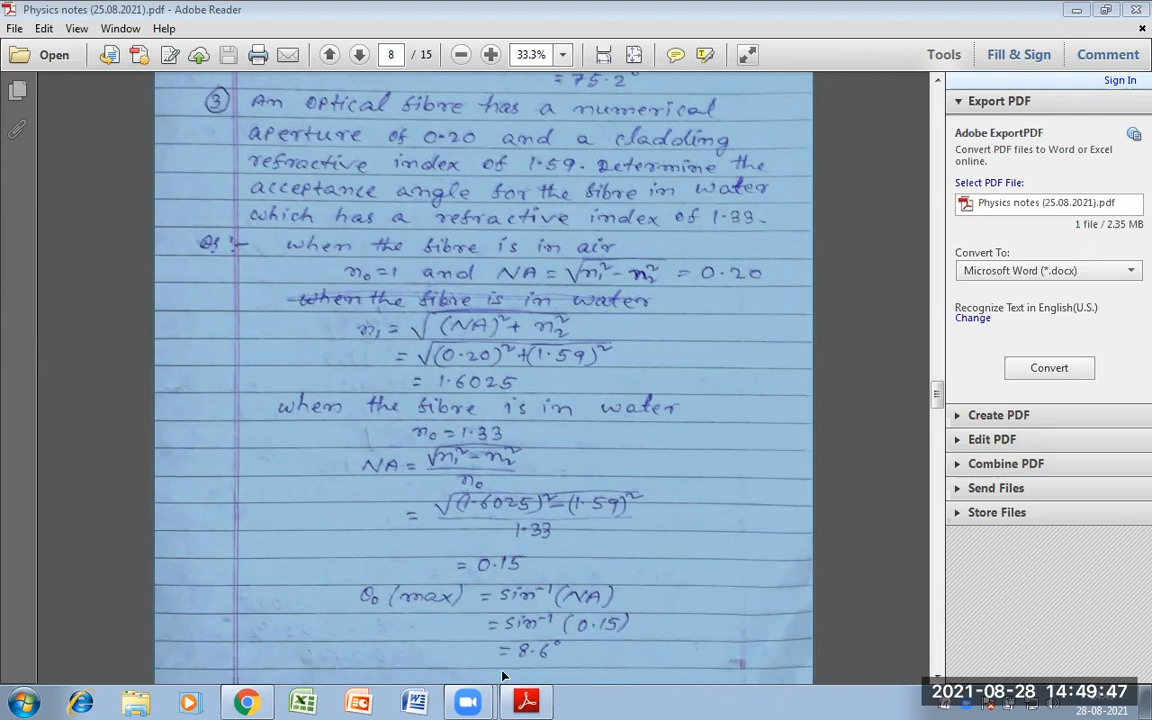 Physics notes (25.08.2021).pdf - Adobe Reader
File Edit View Window Help
Open 8 / 15 33.3% Tools Fill & Sign Comment
Sign In
= 75.2°
③ An optical fibre has a numerical
aperture of 0.20 and a cladding
refractive index of 1.59. Determine the
acceptance angle for the fibre in water
which has a refractive index of 1.33.
when the fibre is in air
n₀ = 1 and NA = √n₁² - n₂² = 0.20
when the fibre is in water
n₁ = √(NA)² + n₂²
= √(0.20)² + (1.59)²
= 1.6025
when the fibre is in water
n₀ = 1.33
NA = √n₁² - n₂² / n₀
= √(1.6025)² - (1.59)² / 1.33
= 0.15
θ₀ (max) = sin⁻¹ (NA)
= sin⁻¹ (0.15)
= 8.6°
Export PDF
Adobe ExportPDF
Convert PDF files to Word or Excel
online.
Select PDF File:
Physics notes (25.08.2021).pdf
1 file / 2.35 MB
Convert To:
Microsoft Word (*.docx)
Recognize Text in English(U.S.)
Change
Convert
Create PDF
Edit PDF
Combine PDF
Send Files
Store Files
2021-08-28 14:49:47
28-08-2021